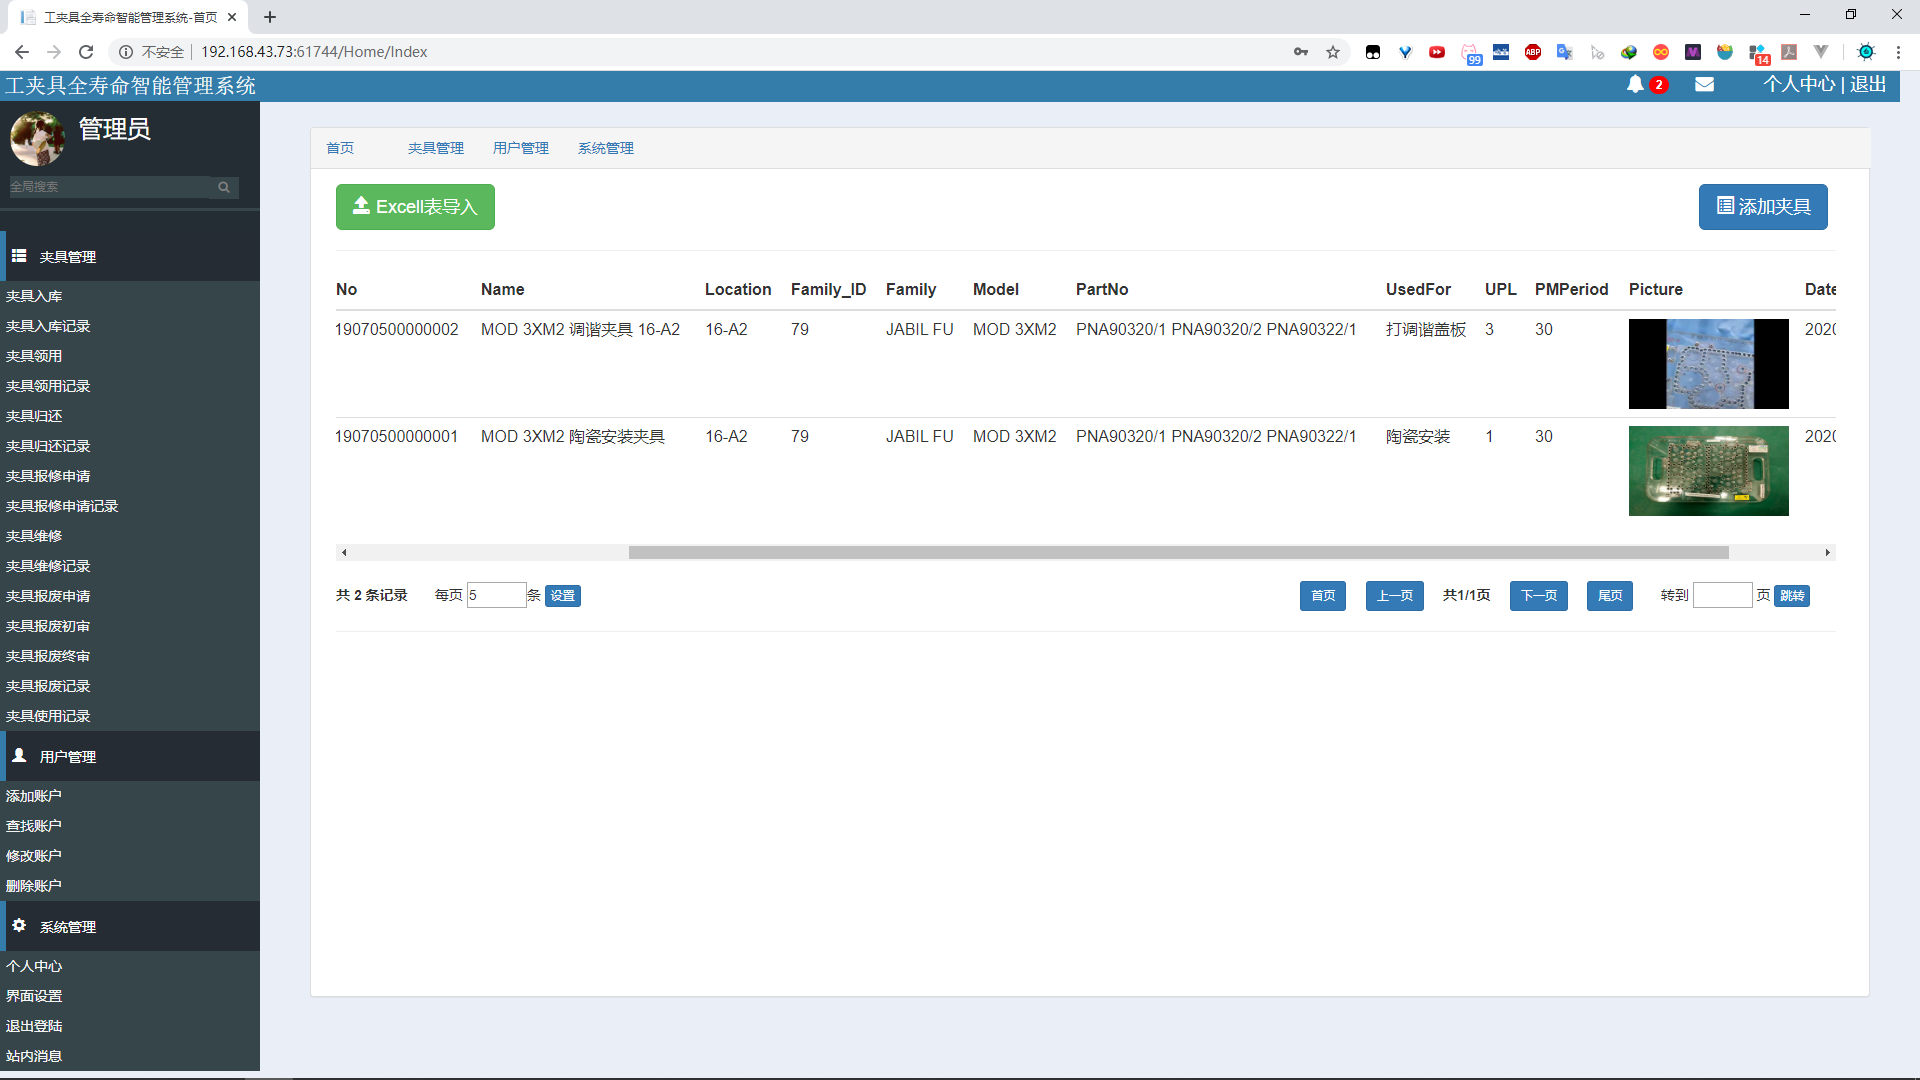 工夹具全寿命智能管理系统-首页
不安全 192.168.43.73:61744/Home/Index
99
ABP
14
工夹具全寿命智能管理系统
2
个人中心 | 退出
管理员
全局搜索
夹具管理
夹具入库
夹具入库记录
夹具领用
夹具领用记录
夹具归还
夹具归还记录
夹具报修申请
夹具报修申请记录
夹具维修
夹具维修记录
夹具报废申请
夹具报废初审
夹具报废终审
夹具报废记录
夹具使用记录
用户管理
添加账户
查找账户
修改账户
删除账户
系统管理
个人中心
界面设置
退出登陆
站内消息
首页 夹具管理 用户管理 系统管理
Excell表导入
添加夹具
No Name Location Family_ID Family Model PartNo UsedFor UPL PMPeriod Picture Date
19070500000002 MOD 3XM2 调谐夹具 16-A2 16-A2 79 JABIL FU MOD 3XM2 PNA90320/1 PNA90320/2 PNA90322/1 打调谐盖板 3 30 2020
19070500000001 MOD 3XM2 陶瓷安装夹具 16-A2 79 JABIL FU MOD 3XM2 PNA90320/1 PNA90320/2 PNA90322/1 陶瓷安装 1 30 2020
共 2 条记录 每页 5 条 设置 首页 上一页 共1/1页 下一页 尾页 转到 页 跳转